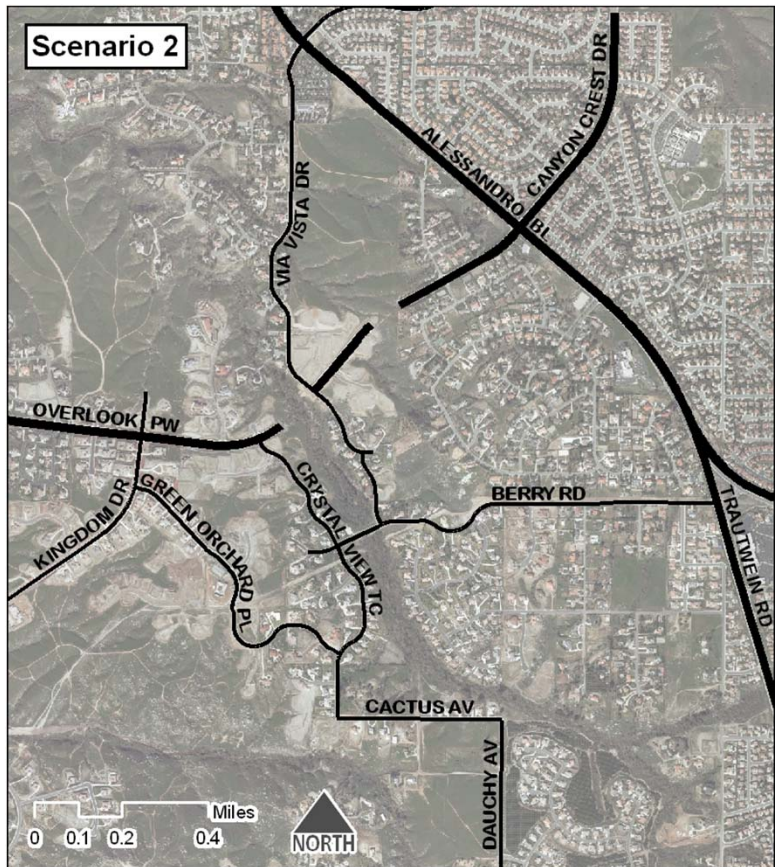 Scenario 2
CANYON CREST DR
ALESSANDRO BL
VIA VISTA DR
OVERLOOK PW
KINGDOM DR
GREEN ORCHARD PL
CRYSTAL VIEW TC
BERRY RD
TRAUTWEIN RD
CACTUS AV
DAUCHY AV
Miles
0 0.1 0.2 0.4
NORTH